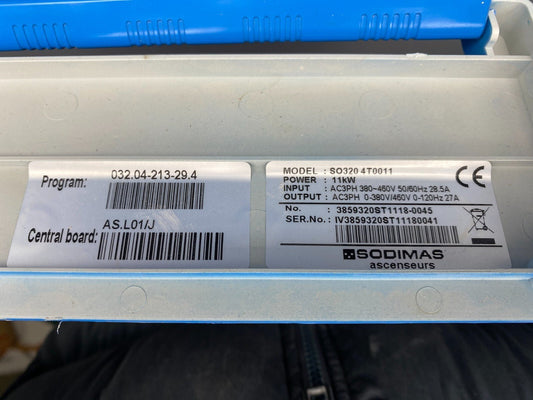 Program: 032.04-213-29.4
Central board: AS.L01/J
MODEL : SO320 4T0011
POWER : 11kW
INPUT : AC3PH 380~460V 50/60Hz 28.5A
OUTPUT : AC3PH 0-380V/460V 0-120Hz 27A
No. : 3859320ST1118-0045
SER.No. : IV3859320ST11180041
SODIMAS
ascenseurs
CE